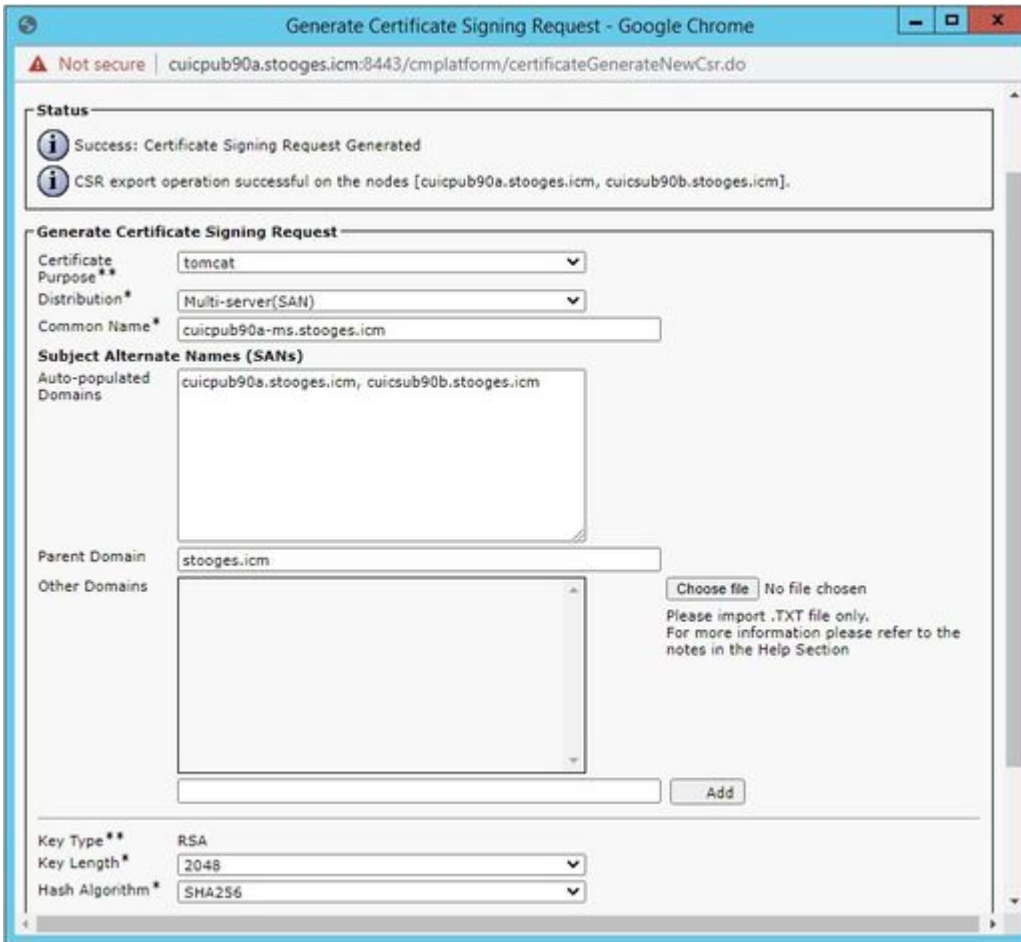 Generate Certificate Signing Request - Google Chrome
Not secure | cuicpub90a.stooges.icm:8443/cmplatform/certificateGenerateNewCsr.do
Status
Success: Certificate Signing Request Generated
CSR export operation successful on the nodes [cuicpub90a.stooges.icm, cuicsub90b.stooges.icm].
Generate Certificate Signing Request
Certificate
Purpose** tomcat
Distribution* Multi-server(SAN)
Common Name* cuicpub90a-ms.stooges.icm
Subject Alternate Names (SANs)
Auto-populated
Domains
cuicpub90a.stooges.icm, cuicsub90b.stooges.icm
Parent Domain stooges.icm
Other Domains
Choose file No file chosen
Please import .TXT file only.
For more information please refer to the
notes in the Help Section
Add
Key Type** RSA
Key Length* 2048
Hash Algorithm* SHA256